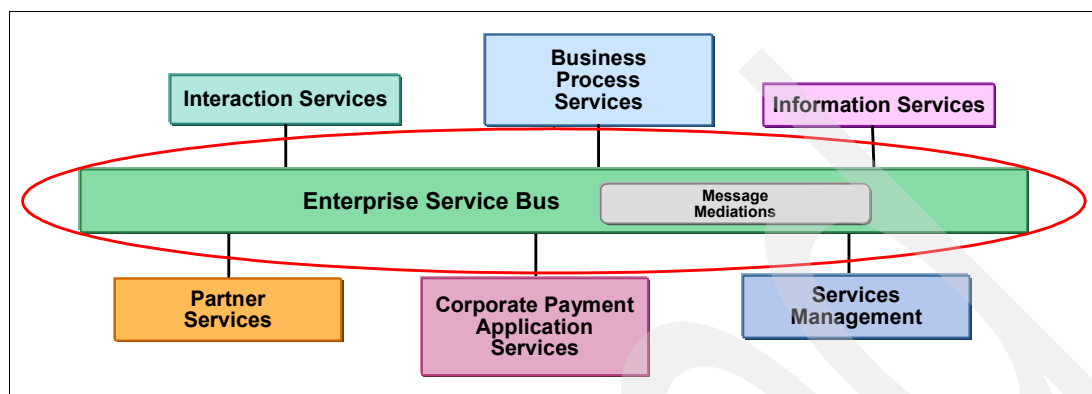 Interaction Services
Business
Process
Services
Information Services
Enterprise Service Bus
Message
Mediations
Partner
Services
Corporate Payment
Application
Services
Services
Management